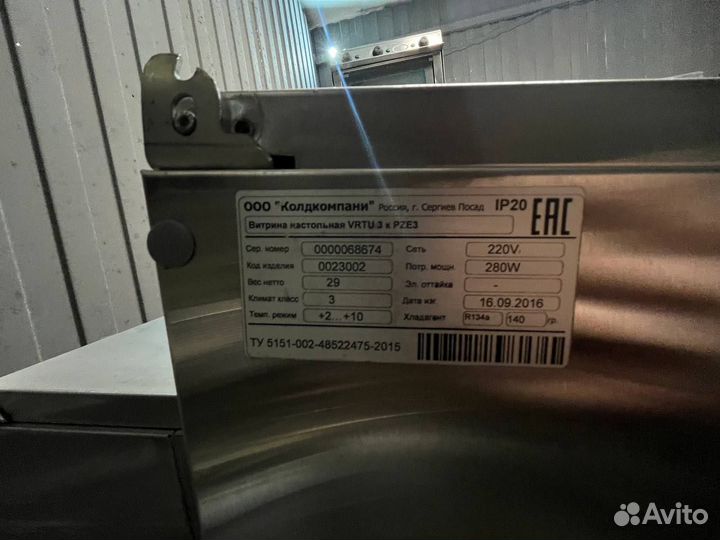 ООО "Колдкомпани" Россия, г. Сергиев Посад IP20 EAC
Витрина настольная VRTU 3 к PZE3
Сер. номер 0000068674 Сеть 220V
Код изделия 0023002 Потр. мощн. 280W
Вес нетто 29 Эл. оттайка -
Климат класс 3 Дата изг. 16.09.2016
Темп. режим +2...+10 Хладагент R134a 140 гр.
ТУ 5151-002-48522475-2015
Avito